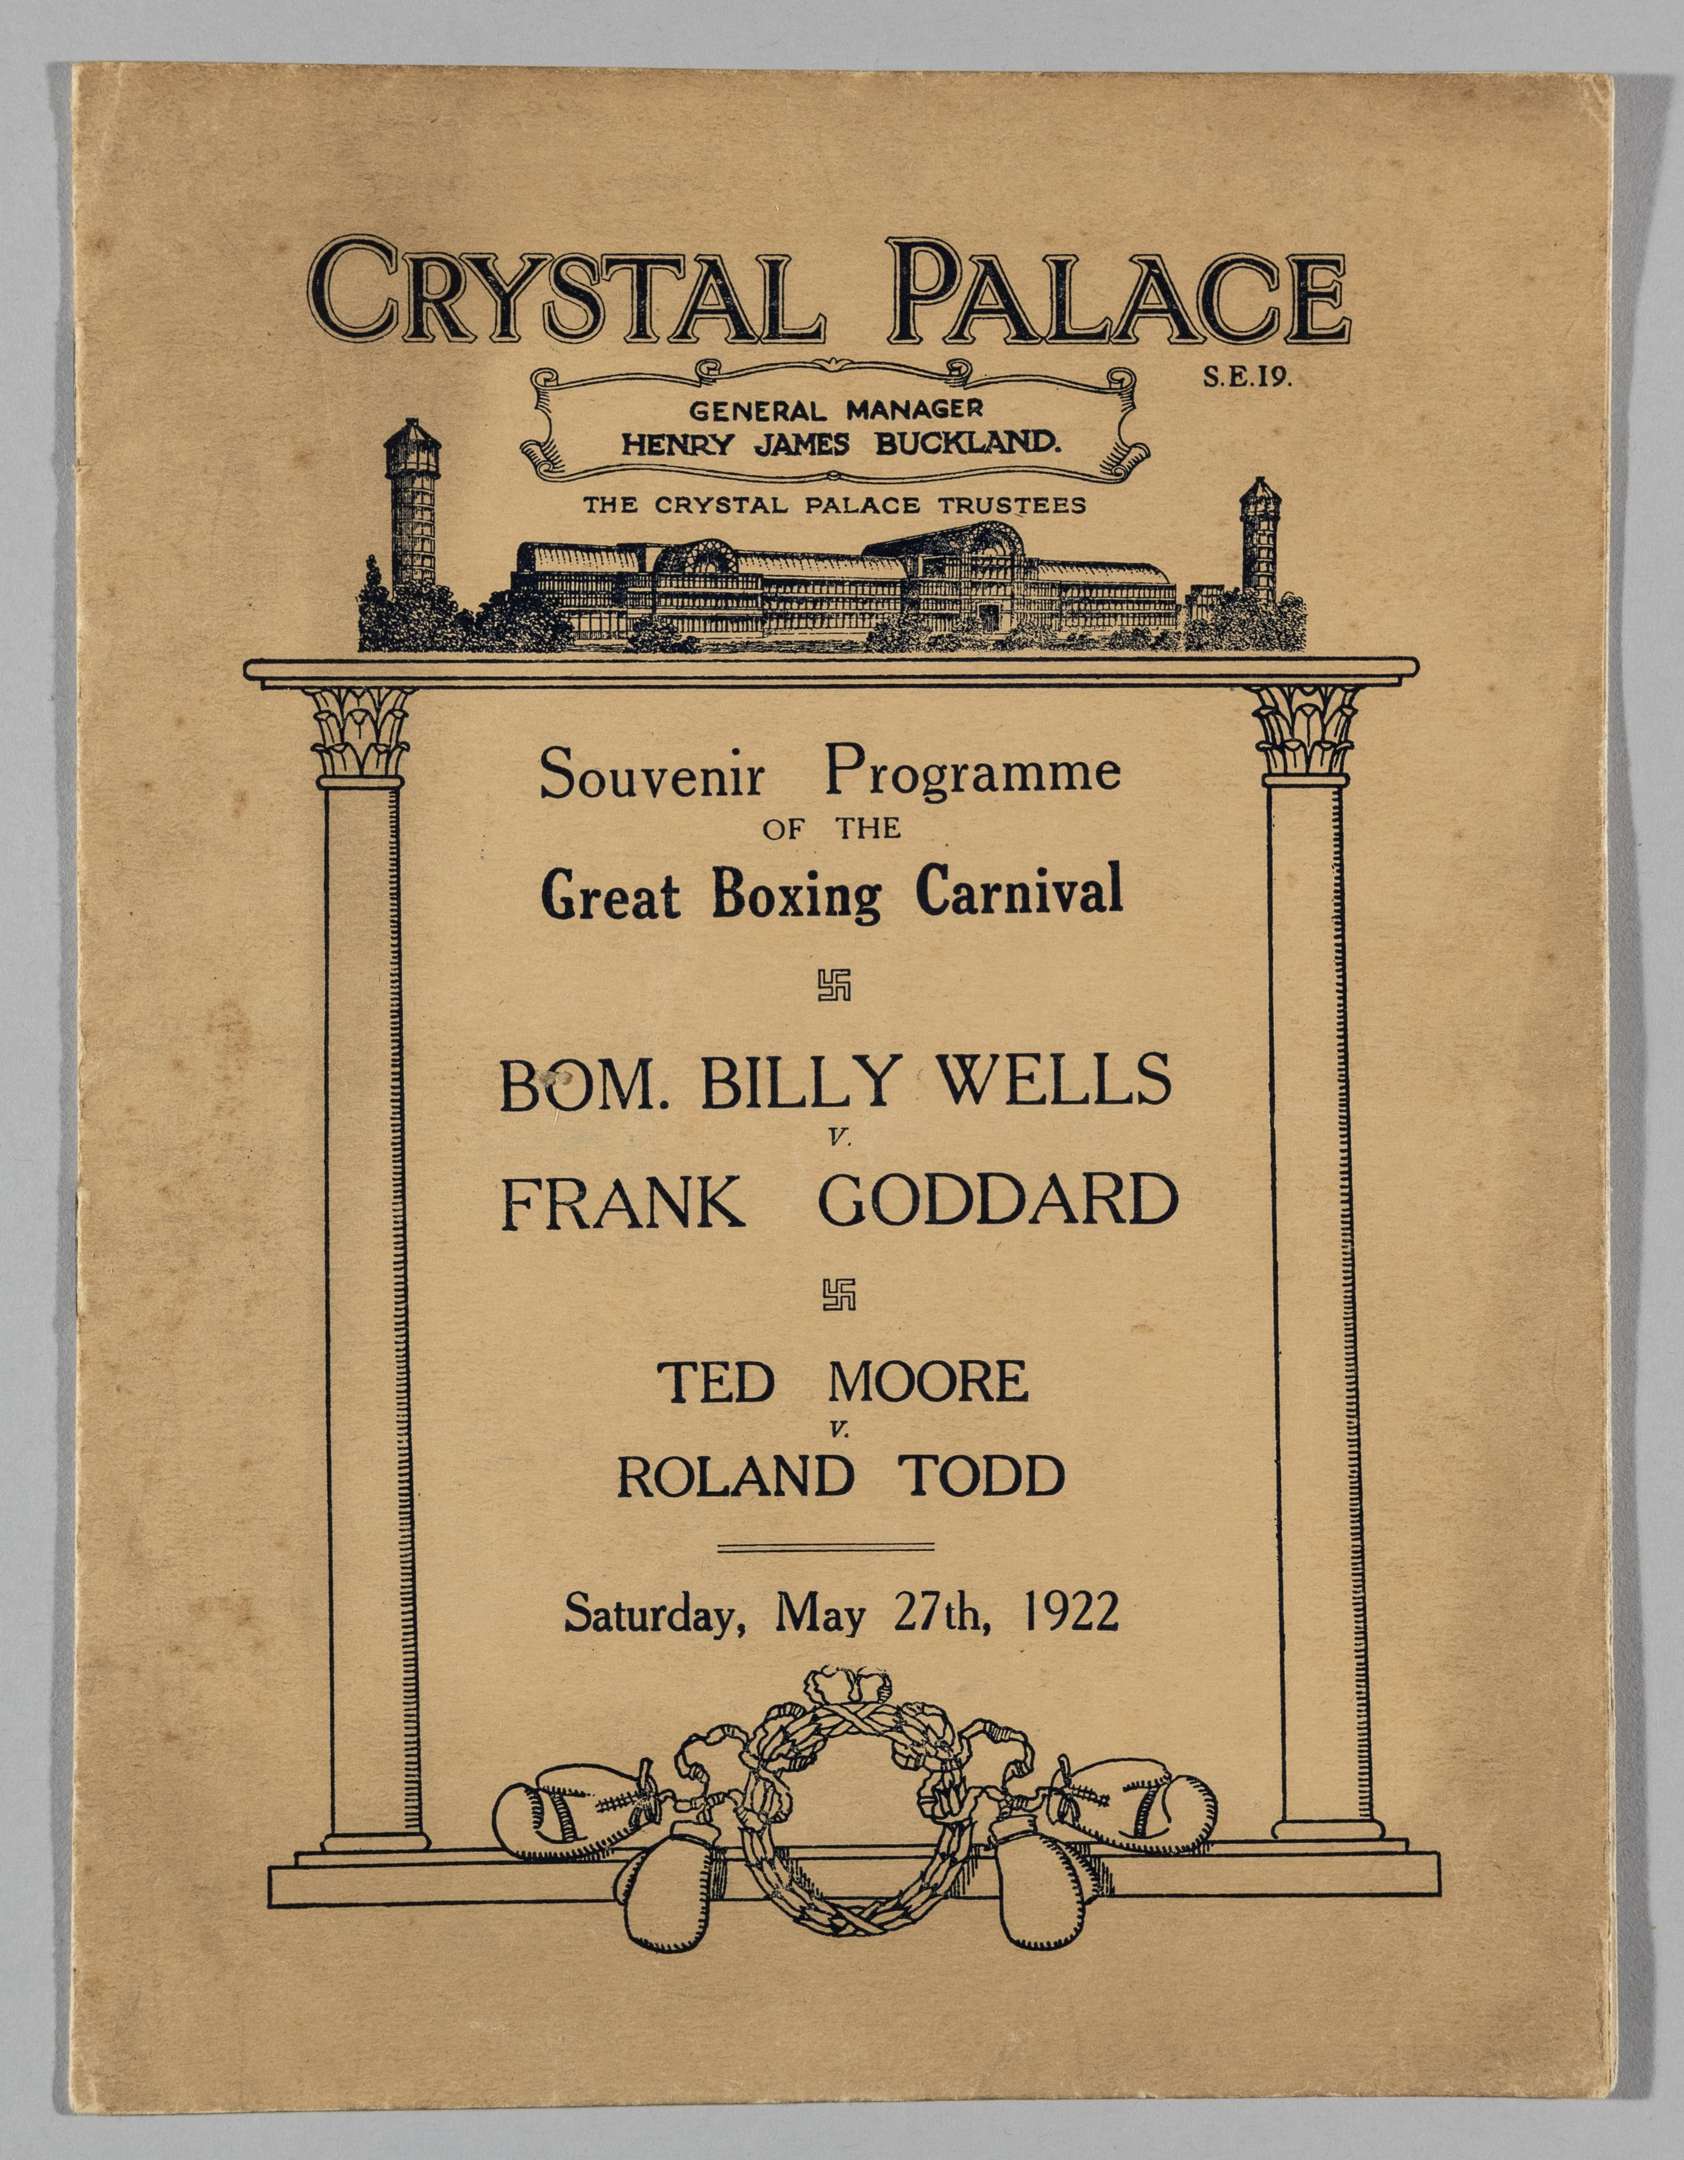 CRYSTAL PALACE
S.E.19.
GENERAL MANAGER
HENRY JAMES BUCKLAND.
THE CRYSTAL PALACE TRUSTEES
Souvenir Programme
OF THE
Great Boxing Carnival
BOM. BILLY WELLS
v.
FRANK GODDARD
TED MOORE
v.
ROLAND TODD
Saturday, May 27th, 1922